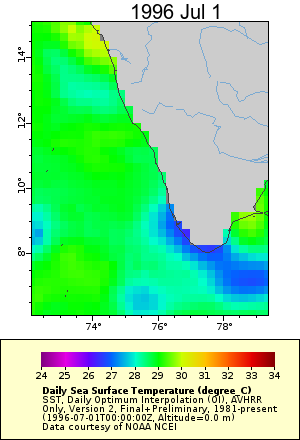 1996 Jul 1
14°
12°
10°
8°
74°
76°
78°
24 25 26 27 28 29 30 31 32 33 34
Daily Sea Surface Temperature (degree_C)
SST, Daily Optimum Interpolation (OI), AVHRR
Only, Version 2, Final+Preliminary, 1981-present
(1996-07-01T00:00:00Z, Altitude=0.0 m)
Data courtesy of NOAA NCEI